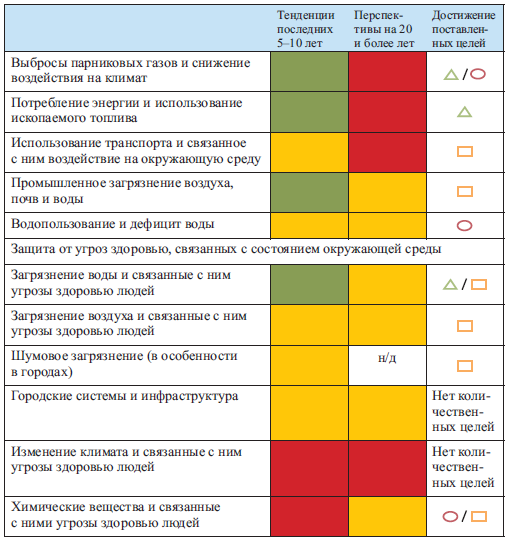 Тенденции последних 5–10 лет
Перспек-
тивы на 20
и более лет
Достижение
поставлен-
ных целей
Выбросы парниковых газов и снижение
воздействия на климат
/
Потребление энергии и использование
ископаемого топлива
Использование транспорта и связанное
с ним воздействие на окружающую среду
Промышленное загрязнение воздуха,
почв и воды
Водопользование и дефицит воды
Защита от угроз здоровью, связанных с состоянием окружающей среды
Загрязнение воды и связанные с ним
угрозы здоровью людей
/
Загрязнение воздуха и связанные с ним
угрозы здоровью людей
Шумовое загрязнение (в особенности
в городах)
н/д
Городские системы и инфраструктура
Нет коли-
чествен-
ных целей
Изменение климата и связанные с ним
угрозы здоровью людей
Нет коли-
чествен-
ных целей
Химические вещества и связанные
с ними угрозы здоровью людей
/